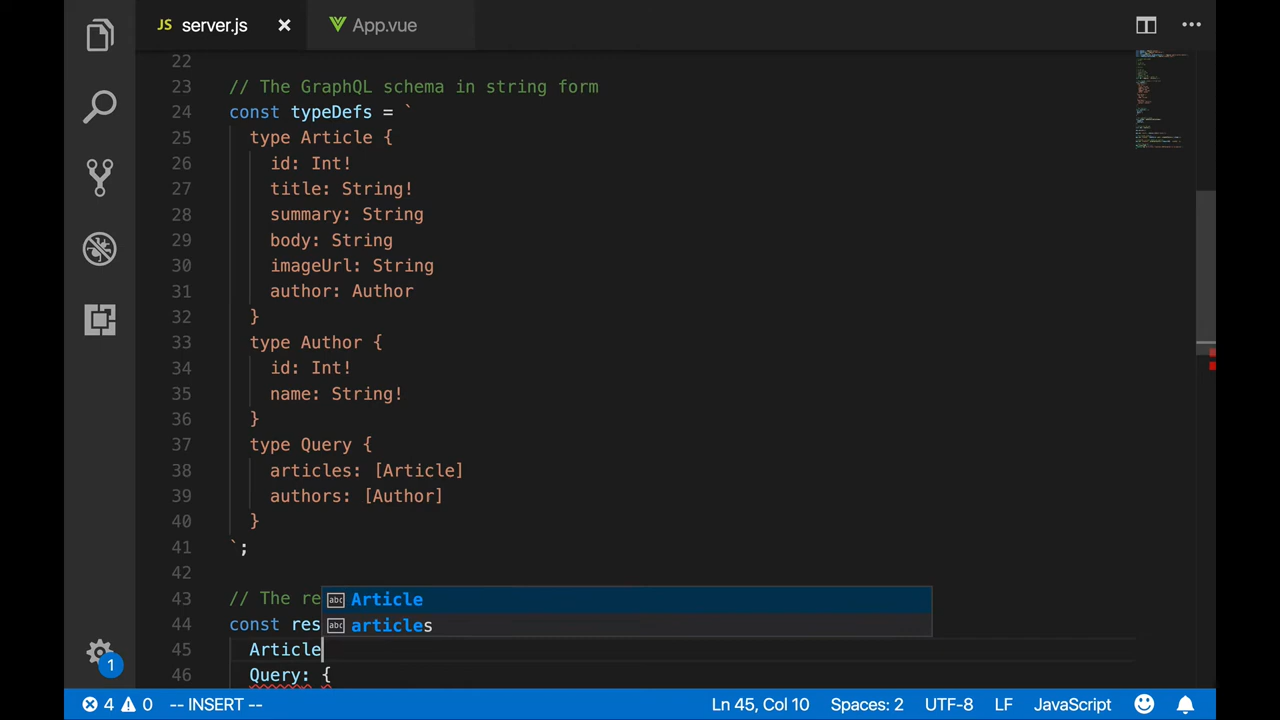 JS server.js ×
App.vue
22
23 // The GraphQL schema in string form
24 const typeDefs = `
25 type Article {
26 id: Int!
27 title: String!
28 summary: String
29 body: String
30 imageUrl: String
31 author: Author
32 }
33 type Author {
34 id: Int!
35 name: String!
36 }
37 type Query {
38 articles: [Article]
39 authors: [Author]
40 }
41 `;
42
43 // The re
abc Article
44 const res
abc articles
45 Article
46 Query: {
1
4 0 -- INSERT -- Ln 45, Col 10 Spaces: 2 UTF-8 LF JavaScript